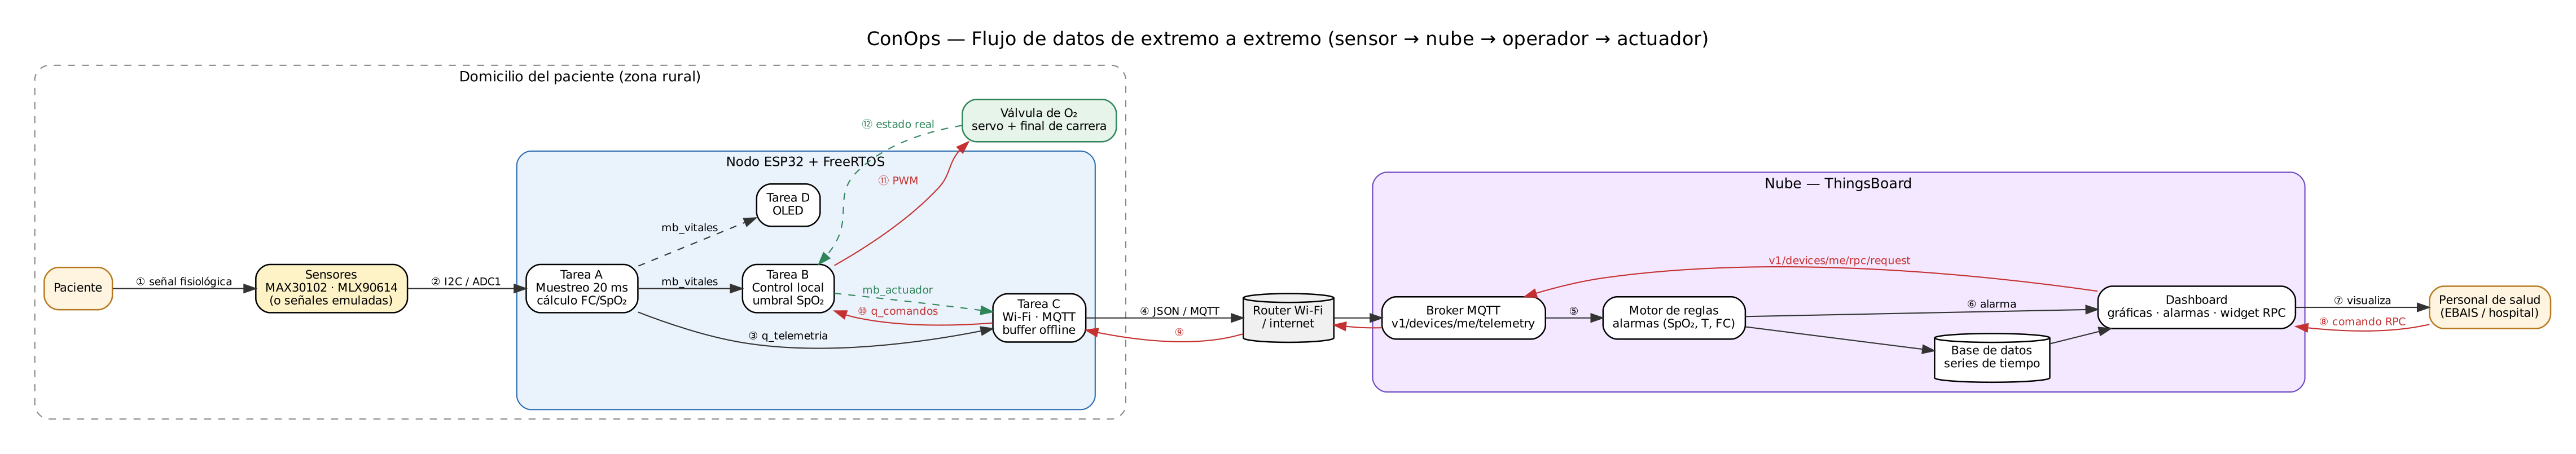 ConOps — Flujo de datos de extremo a extremo (sensor → nube → operador → actuador)
Domicilio del paciente (zona rural)
Válvula de O₂
servo + final de carrera
⑫ estado real
Nodo ESP32 + FreeRTOS
⑪ PWM
Tarea D
OLED
mb_vitales
Paciente
① señal fisiológica
Sensores
MAX30102 · MLX90614
(o señales emuladas)
② I2C / ADC1
Tarea A
Muestreo 20 ms
cálculo FC/SpO₂
mb_vitales
Tarea B
Control local
umbral SpO₂
mb_actuador
⑩ q_comandos
③ q_telemetria
Tarea C
Wi-Fi · MQTT
buffer offline
④ JSON / MQTT
⑨
Router Wi-Fi
/ internet
Nube — ThingsBoard
v1/devices/me/rpc/request
Broker MQTT
v1/devices/me/telemetry
⑤
Motor de reglas
alarmas (SpO₂, T, FC)
⑥ alarma
Base de datos
series de tiempo
Dashboard
gráficas · alarmas · widget RPC
⑦ visualiza
⑧ comando RPC
Personal de salud
(EBAIS / hospital)